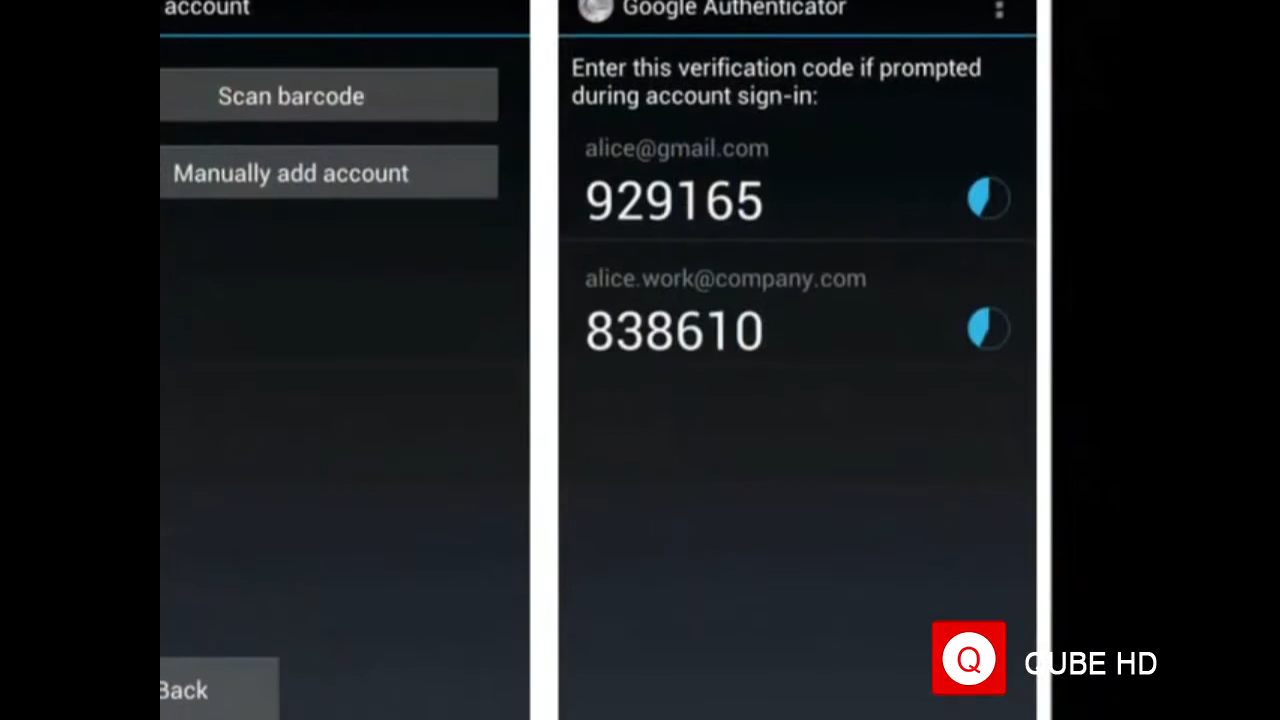 account
Scan barcode
Manually add account
Back
Google Authenticator
Enter this verification code if prompted
during account sign-in:
alice@gmail.com
929165
alice.work@company.com
838610
Q
QUBE HD